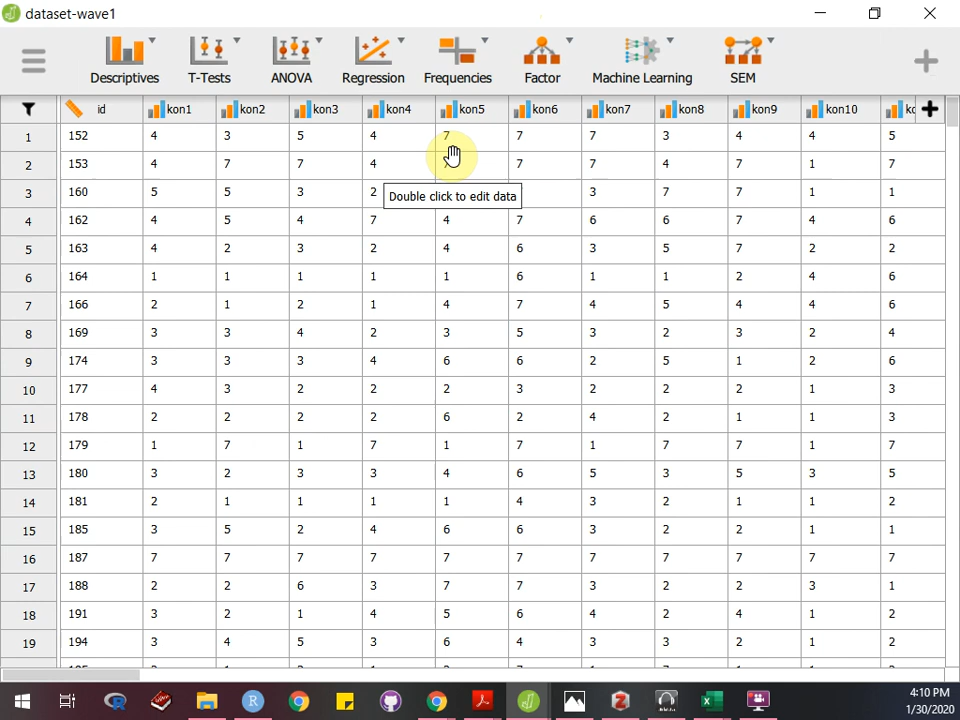 dataset-wave1
Descriptives T-Tests ANOVA Regression Frequencies Factor Machine Learning SEM
id kon1 kon2 kon3 kon4 kon5 kon6 kon7 kon8 kon9 kon10
1 152 4 3 5 4 7 7 7 3 4 4 5
2 153 4 7 7 4 7 7 4 7 1 7
3 160 5 5 3 2 3 7 7 1 1
Double click to edit data
4 162 4 5 4 7 4 7 6 6 7 4 6
5 163 4 2 3 2 4 6 3 5 7 2 2
6 164 1 1 1 1 1 6 1 1 2 4 6
7 166 2 1 2 1 4 7 4 5 4 4 6
8 169 3 3 4 2 3 5 3 2 3 2 4
9 174 3 3 3 4 6 6 2 5 1 2 6
10 177 4 3 2 2 2 3 2 2 2 1 3
11 178 2 2 2 2 6 2 4 2 1 1 3
12 179 1 7 1 7 1 7 1 7 7 1 7
13 180 3 2 3 3 4 6 5 3 5 3 5
14 181 2 1 1 1 1 4 3 2 1 1 2
15 185 3 5 2 4 6 6 3 2 2 1 1
16 187 7 7 7 7 7 7 7 7 7 7 7
17 188 2 2 6 3 7 7 3 2 2 3 1
18 191 3 2 1 4 5 6 4 2 4 1 2
19 194 3 4 5 3 6 4 3 3 2 1 2
4:10 PM
1/30/2020